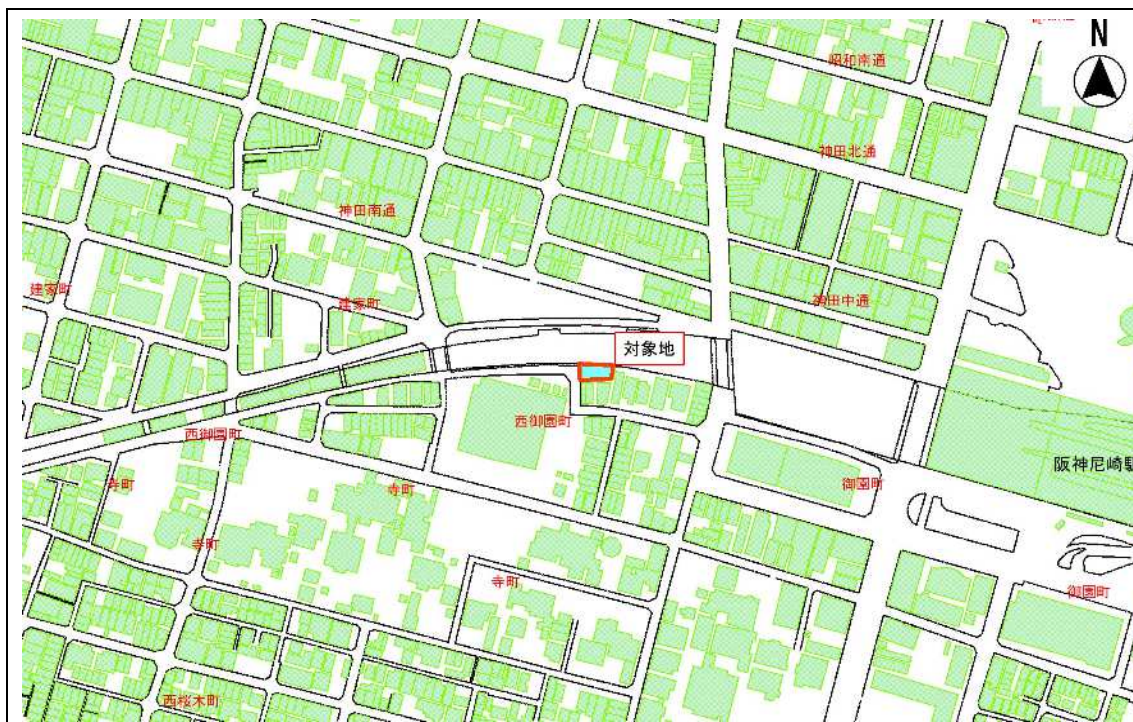 N
昭和南通
神田北通
神田南通
建家町
建家町
神田中通
対象地
西御園町
西御園町
阪神尼崎駅
寺町
寺町
御園町
寺町
寺町
御園町
西桜木町